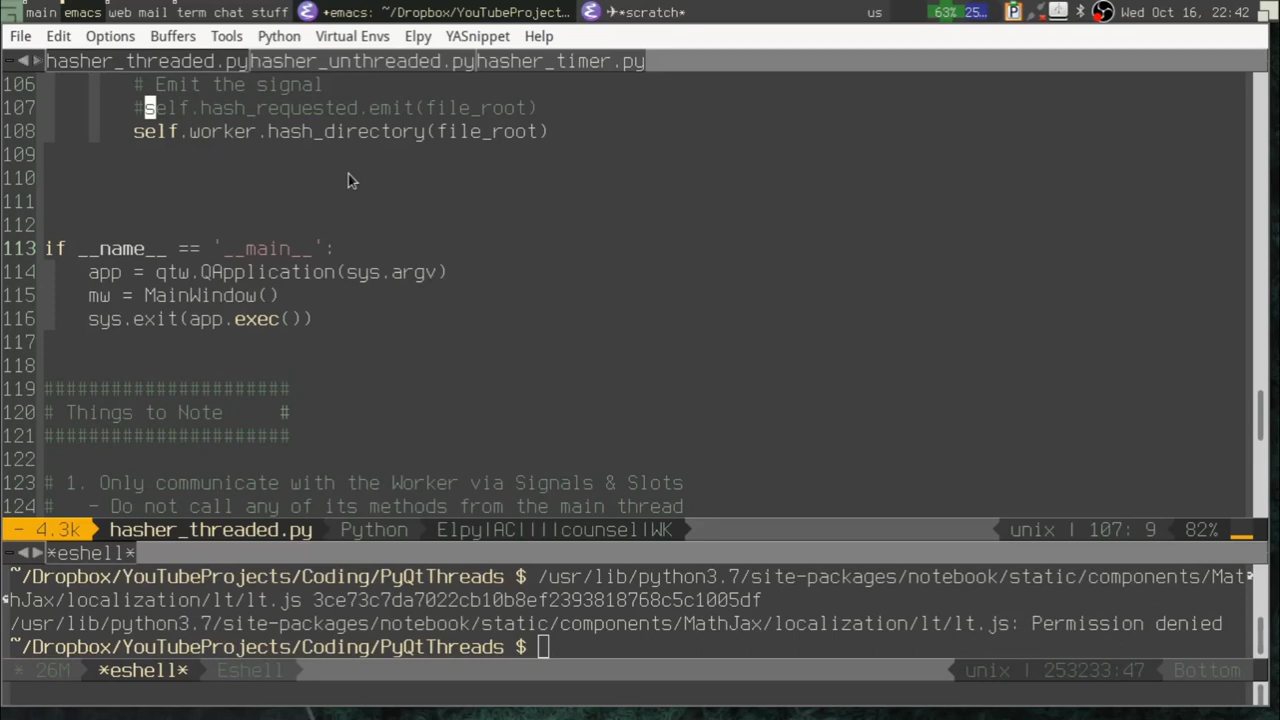 main emacs web mail term chat stuff +emacs: ~/Dropbox/YouTubeProject... *scratch* us 63% 25... Wed Oct 16, 22:42
File Edit Options Buffers Tools Python Virtual Envs Elpy YASnippet Help
hasher_threaded.py hasher_unthreaded.py hasher_timer.py
106 # Emit the signal
107 #self.hash_requested.emit(file_root)
108 self.worker.hash_directory(file_root)
109
110
111
112
113 if __name__ == '__main__':
114 app = qtw.QApplication(sys.argv)
115 mw = MainWindow()
116 sys.exit(app.exec())
117
118
119 ######################
120 # Things to Note #
121 ######################
122
123 # 1. Only communicate with the Worker via Signals & Slots
124 # - Do not call any of its methods from the main thread
- 4.3k hasher_threaded.py Python Elpy|AC||||counsel|WK unix | 107: 9 82%
*eshell*
~/Dropbox/YouTubeProjects/Coding/PyQtThreads $ /usr/lib/python3.7/site-packages/notebook/static/components/Mat
hJax/localization/lt/lt.js 3ce73c7da7022cb10b8ef2393818768c5c1005df
/usr/lib/python3.7/site-packages/notebook/static/components/MathJax/localization/lt/lt.js: Permission denied
~/Dropbox/YouTubeProjects/Coding/PyQtThreads $
* 26M *eshell* Eshell unix | 253233:47 Bottom